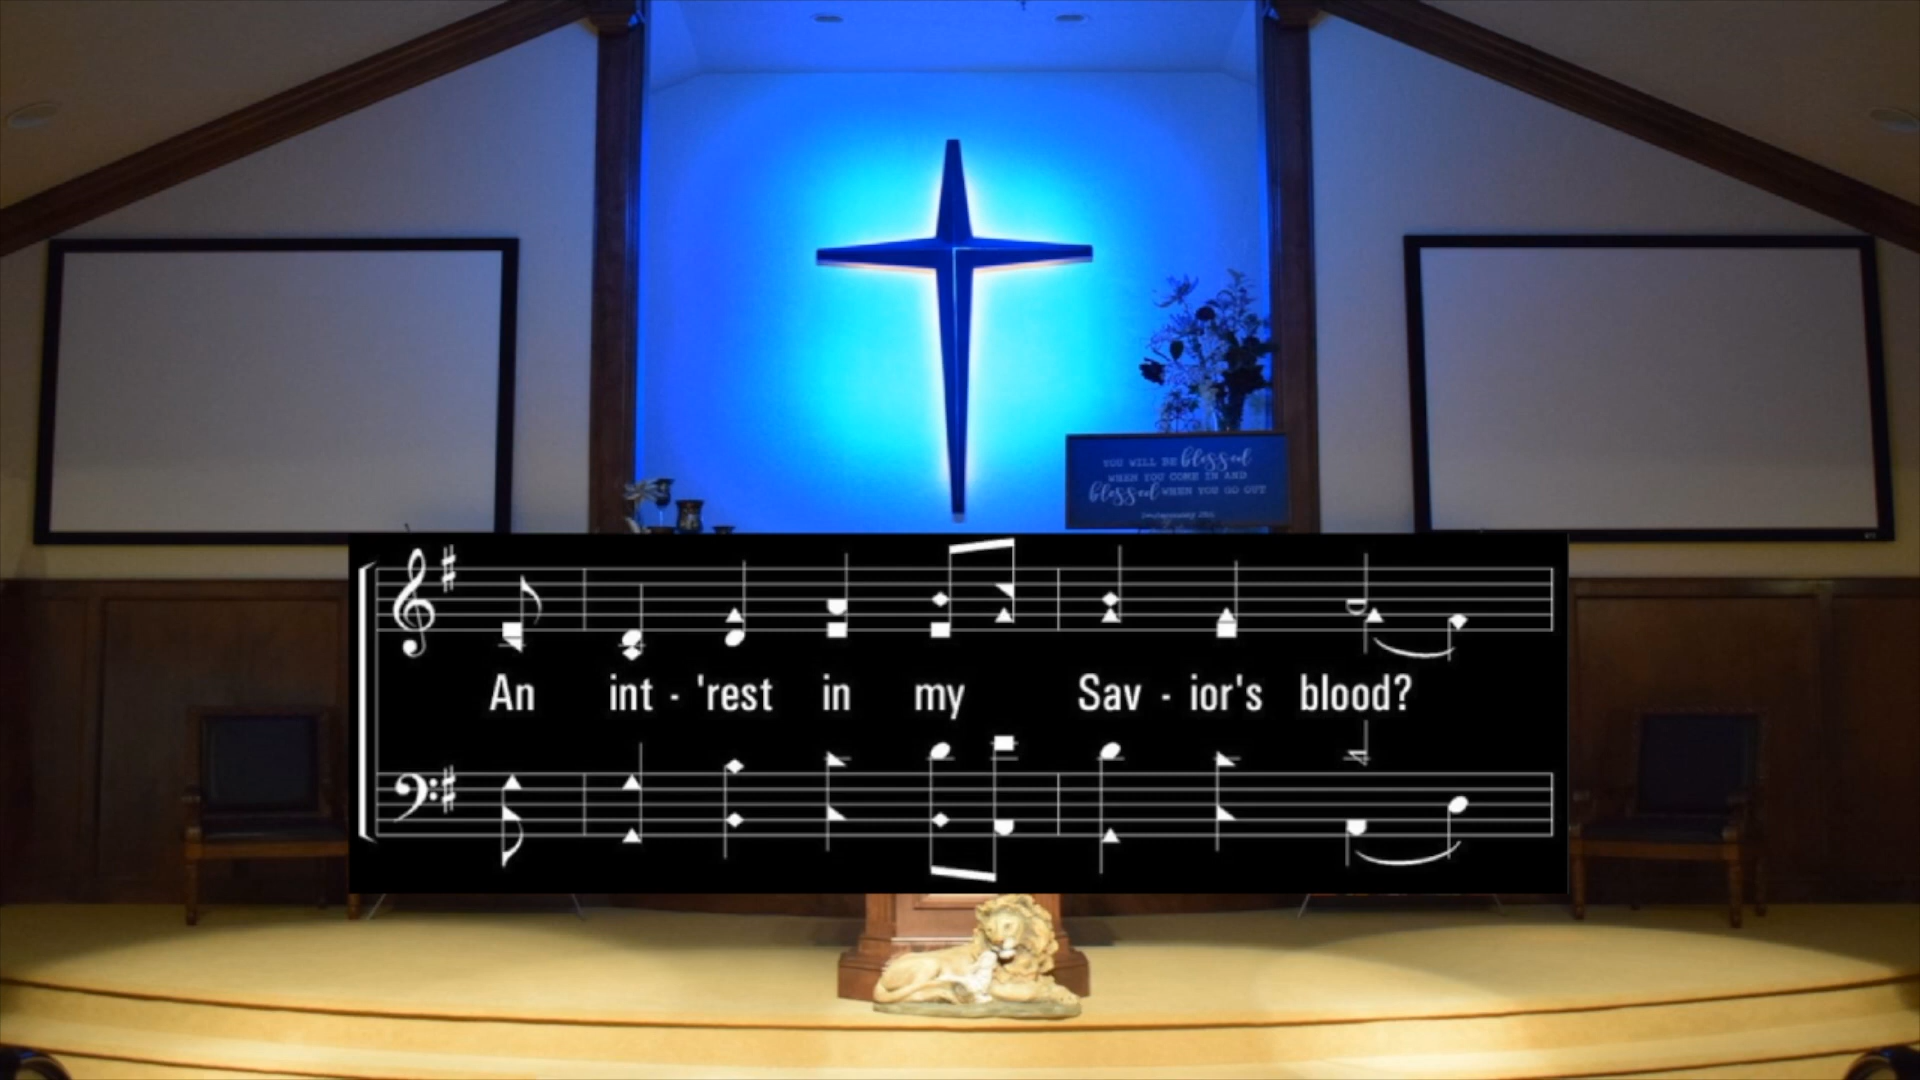 YOU WILL BE blessed
WHEN YOU COME IN AND
blessed WHEN YOU GO OUT
An int - 'rest in my Sav - ior's blood?